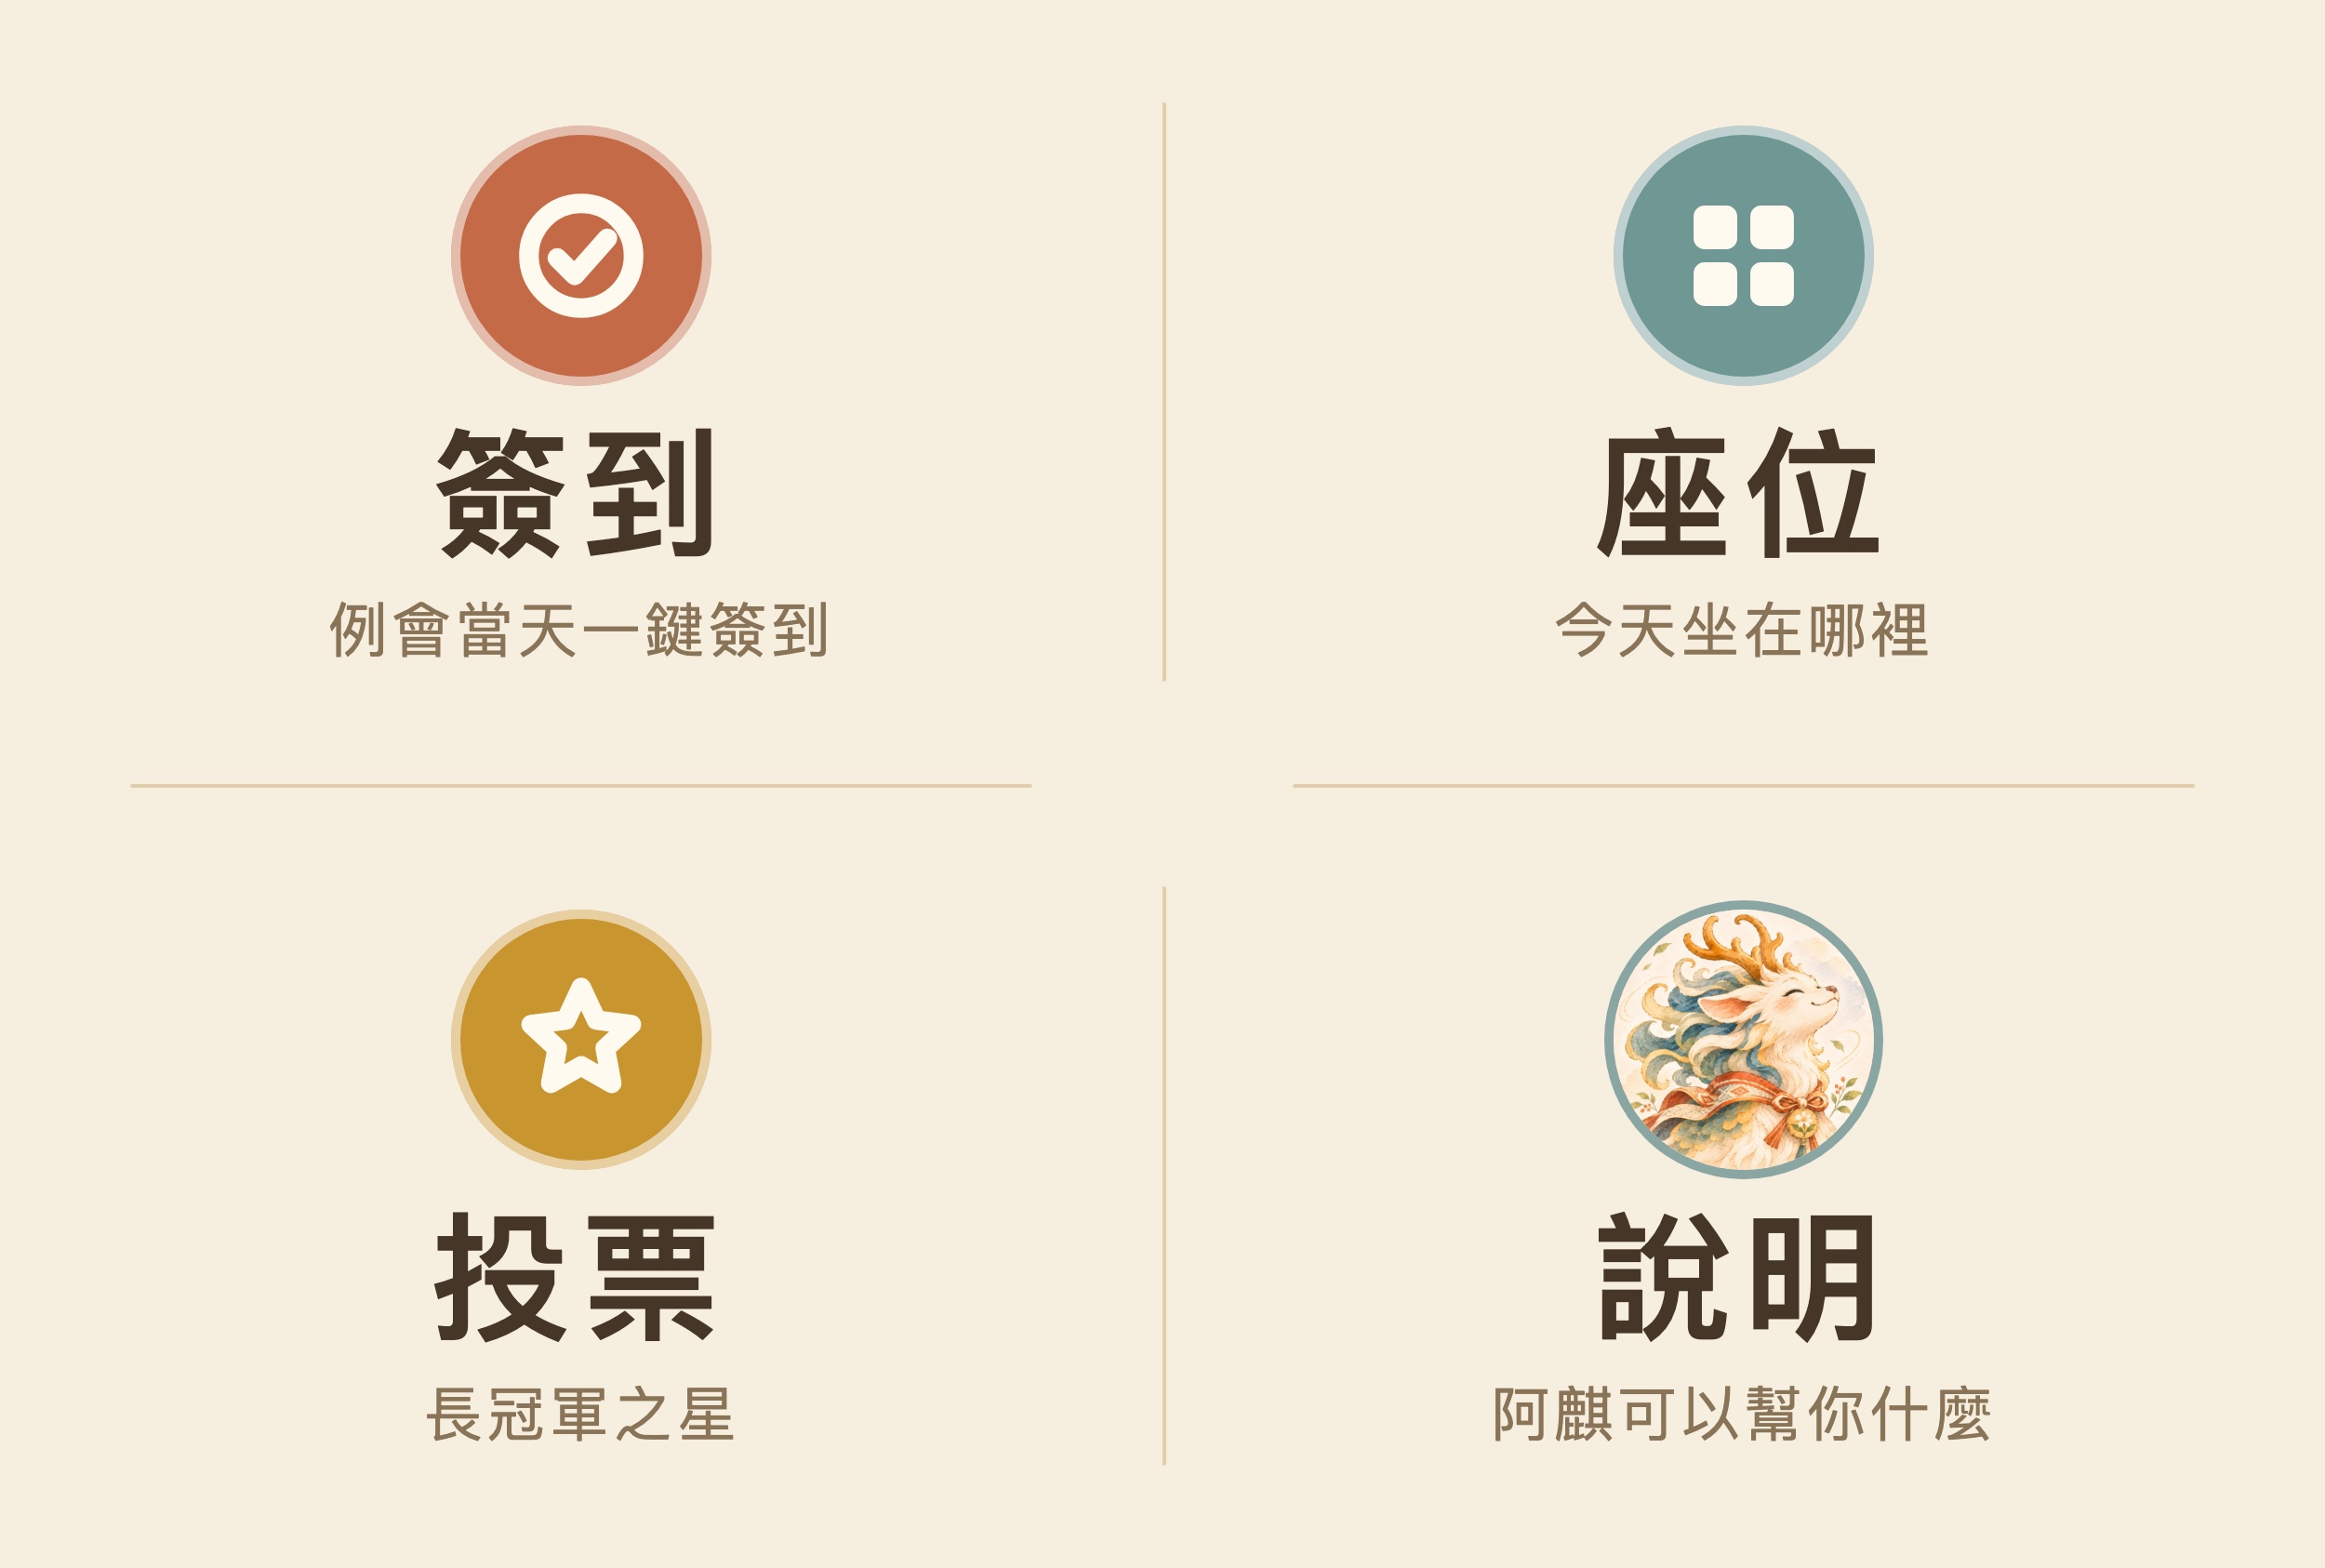 簽到
例會當天一鍵簽到
座位
今天坐在哪裡
投票
長冠軍之星
說明
阿麒可以幫你什麼